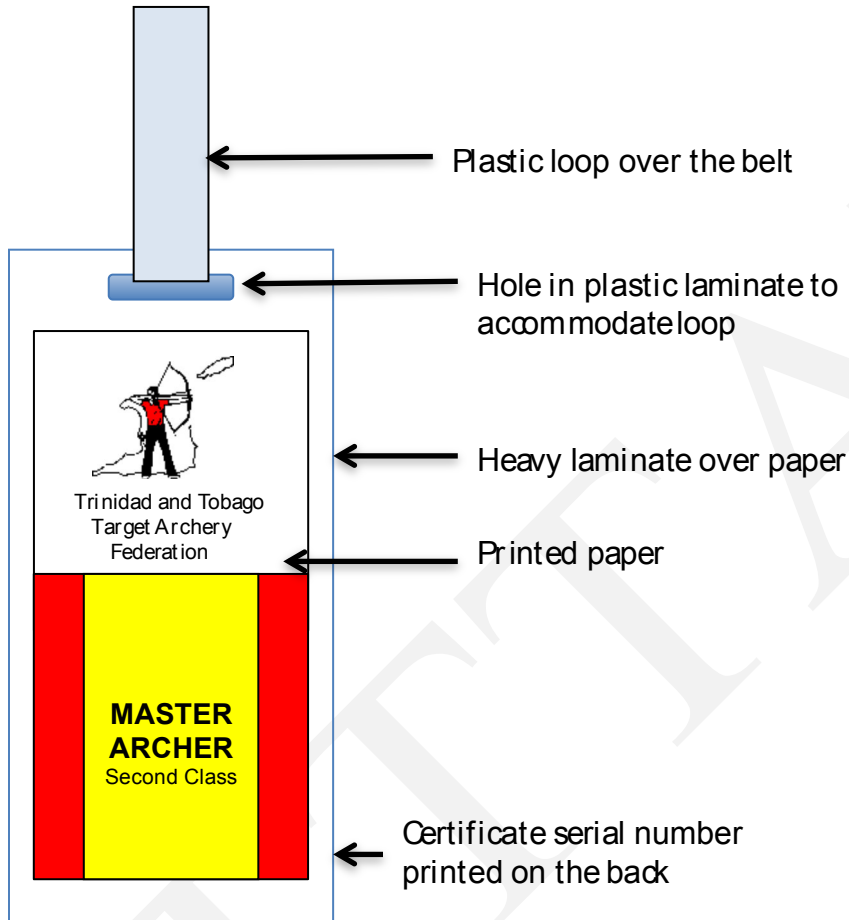 Plastic loop over the belt
Hole in plastic laminate to
accommodate loop
Heavy laminate over paper
Trinidad and Tobago
Target Archery
Federation
Printed paper
MASTER
ARCHER
Second Class
Certificate serial number
printed on the back